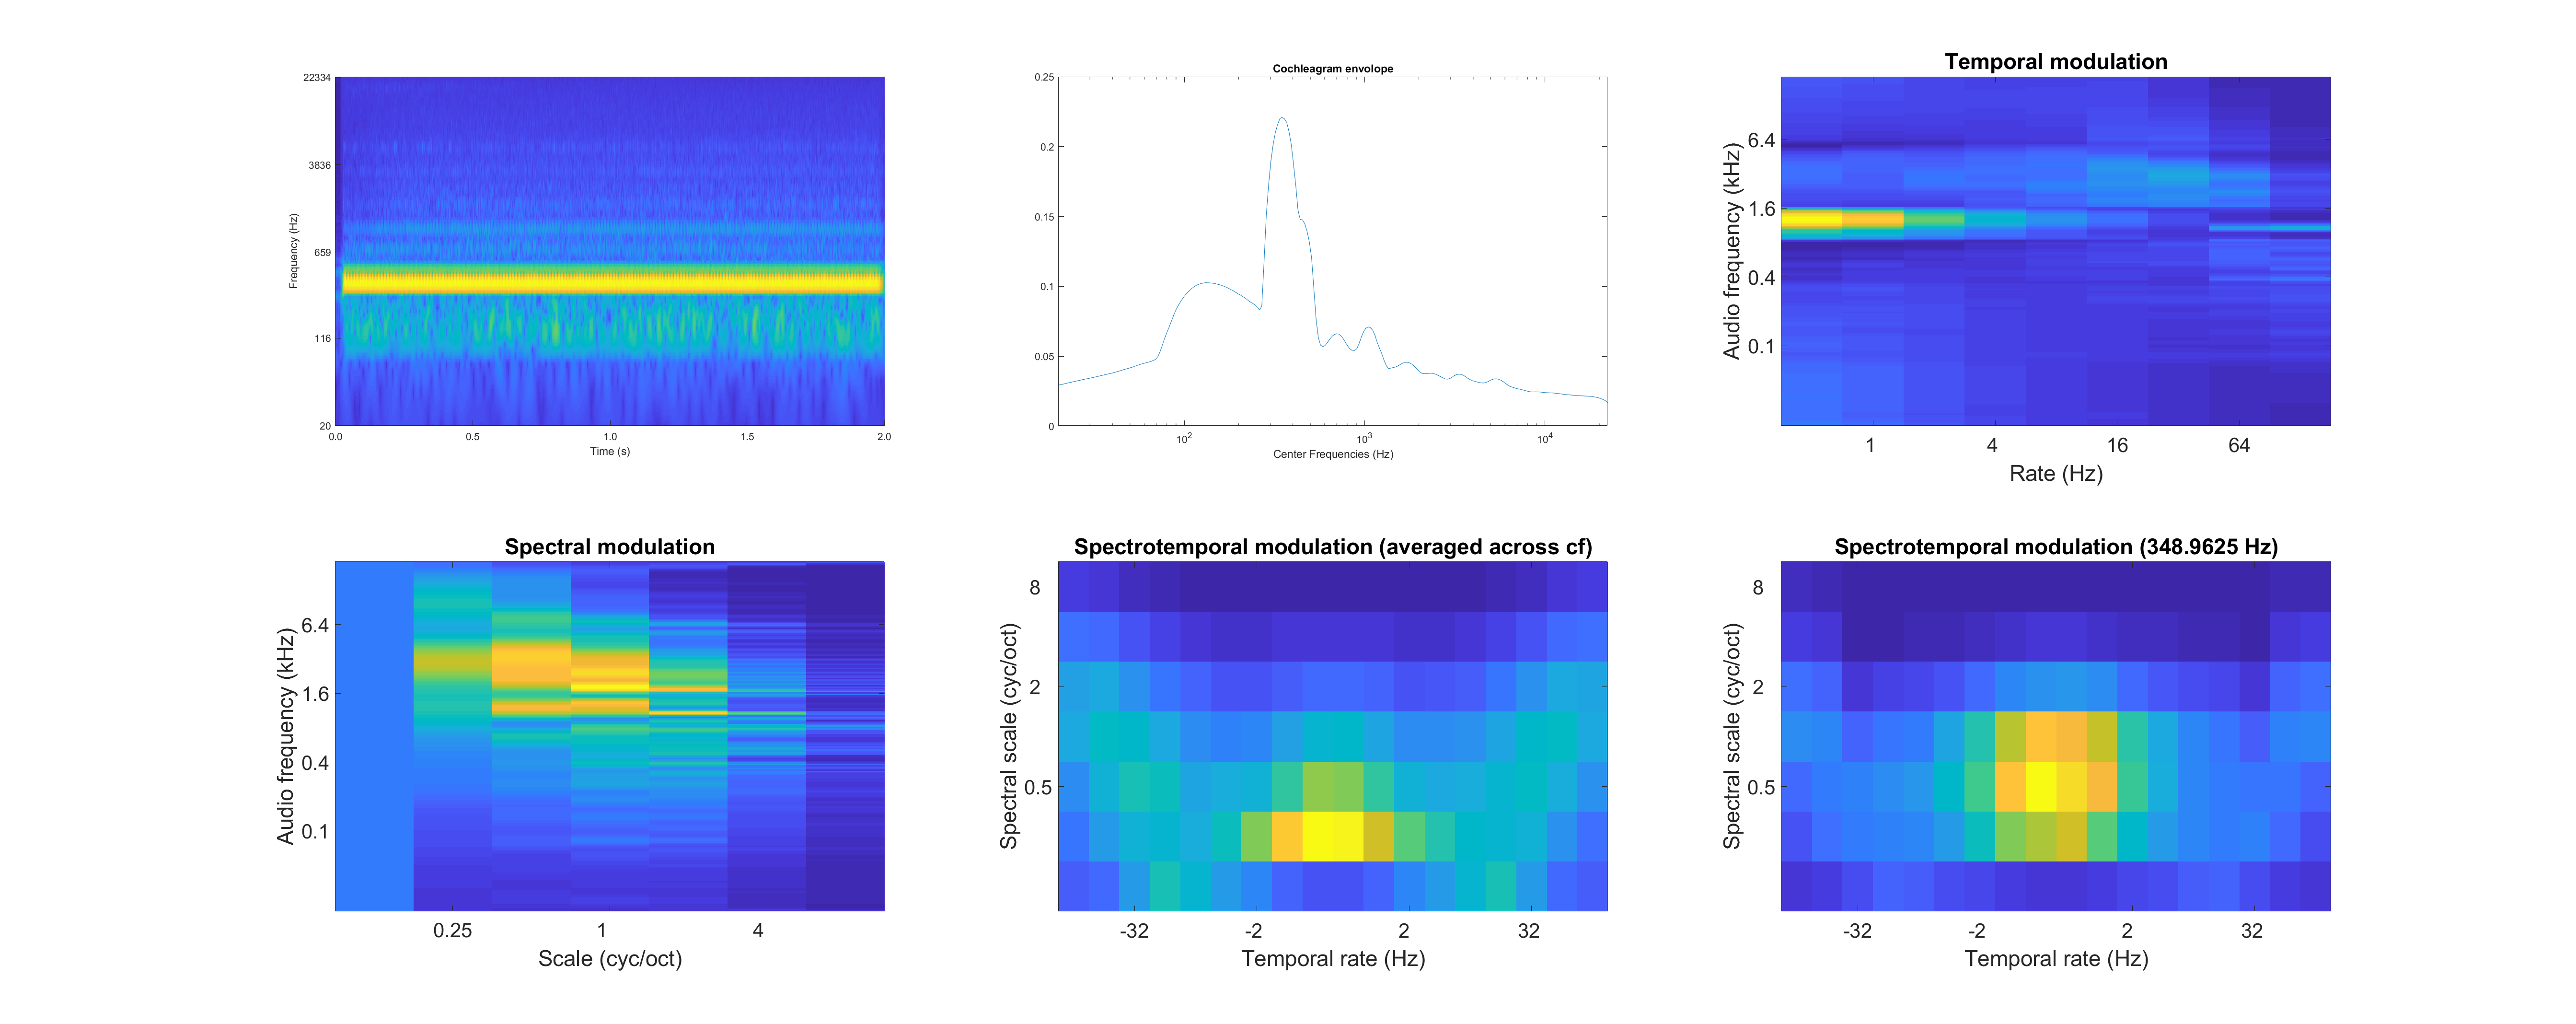 22334
3836
659
116
20
Frequency (Hz)
0.0 0.5 1.0 1.5 2.0
Time (s)
Cochleagram envolope
0.25
0.2
0.15
0.1
0.05
0
10² 10³ 10⁴
Center Frequencies (Hz)
Temporal modulation
6.4
1.6
0.4
0.1
Audio frequency (kHz)
1 4 16 64
Rate (Hz)
Spectral modulation
6.4
1.6
0.4
0.1
Audio frequency (kHz)
0.25 1 4
Scale (cyc/oct)
Spectrotemporal modulation (averaged across cf)
8
2
0.5
Spectral scale (cyc/oct)
-32 -2 2 32
Temporal rate (Hz)
Spectrotemporal modulation (348.9625 Hz)
8
2
0.5
Spectral scale (cyc/oct)
-32 -2 2 32
Temporal rate (Hz)